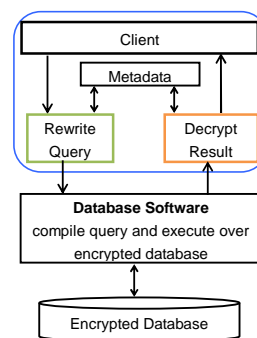 Client
Metadata
Rewrite
Query
Decrypt
Result
Database Software
compile query and execute over
encrypted database
Encrypted Database